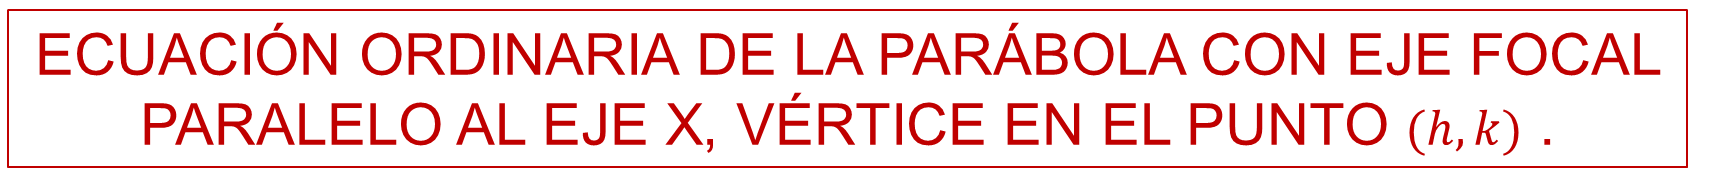 ECUACIÓN ORDINARIA DE LA PARÁBOLA CON EJE FOCAL
PARALELO AL EJE X, VÉRTICE EN EL PUNTO (h, k) .